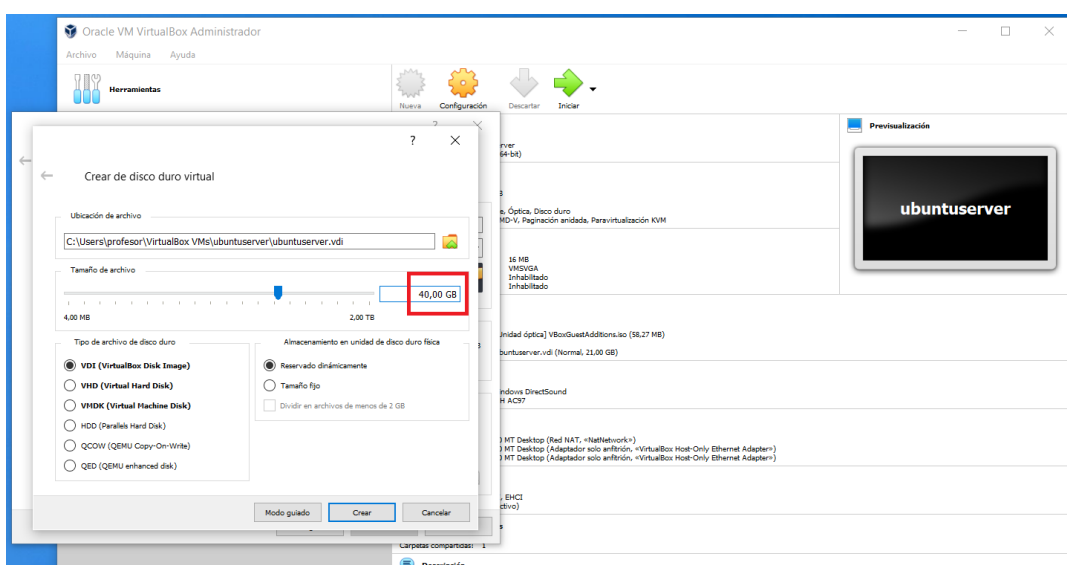 Oracle VM VirtualBox Administrador
Archivo Máquina Ayuda
Herramientas
Nueva Configuración Descartar Iniciar
Previsualización
ubuntuserver
64-bit)
Óptica, Disco duro
MD-V, Paginación anidada, Paravirtualización KVM
16 MB
VMSVGA
Inhabilitado
Inhabilitado
VBoxGuestAdditions.iso (58,27 MB)
(Normal, 21,00 GB)
DirectSound
AC97
MT Desktop (Red NAT, «NatNetwork»)
MT Desktop (Adaptador solo anfitrión, «VirtualBox Host-Only Ethernet Adapter»)
MT Desktop (Adaptador solo anfitrión, «VirtualBox Host-Only Ethernet Adapter»)
EHCI
Carpetas compartidas: 1
Crear de disco duro virtual
Ubicación de archivo
C:\Users\profesor\VirtualBox VMs\ubuntuserver\ubuntuserver.vdi
Tamaño de archivo
40,00 GB
4,00 MB 2,00 TB
Tipo de archivo de disco duro
VDI (VirtualBox Disk Image)
VHD (Virtual Hard Disk)
VMDK (Virtual Machine Disk)
HDD (Parallels Hard Disk)
QCOW (QEMU Copy-On-Write)
QED (QEMU enhanced disk)
Almacenamiento en unidad de disco duro física
Reservado dinámicamente
Tamaño fijo
Dividir en archivos de menos de 2 GB
Modo guiado Crear Cancelar